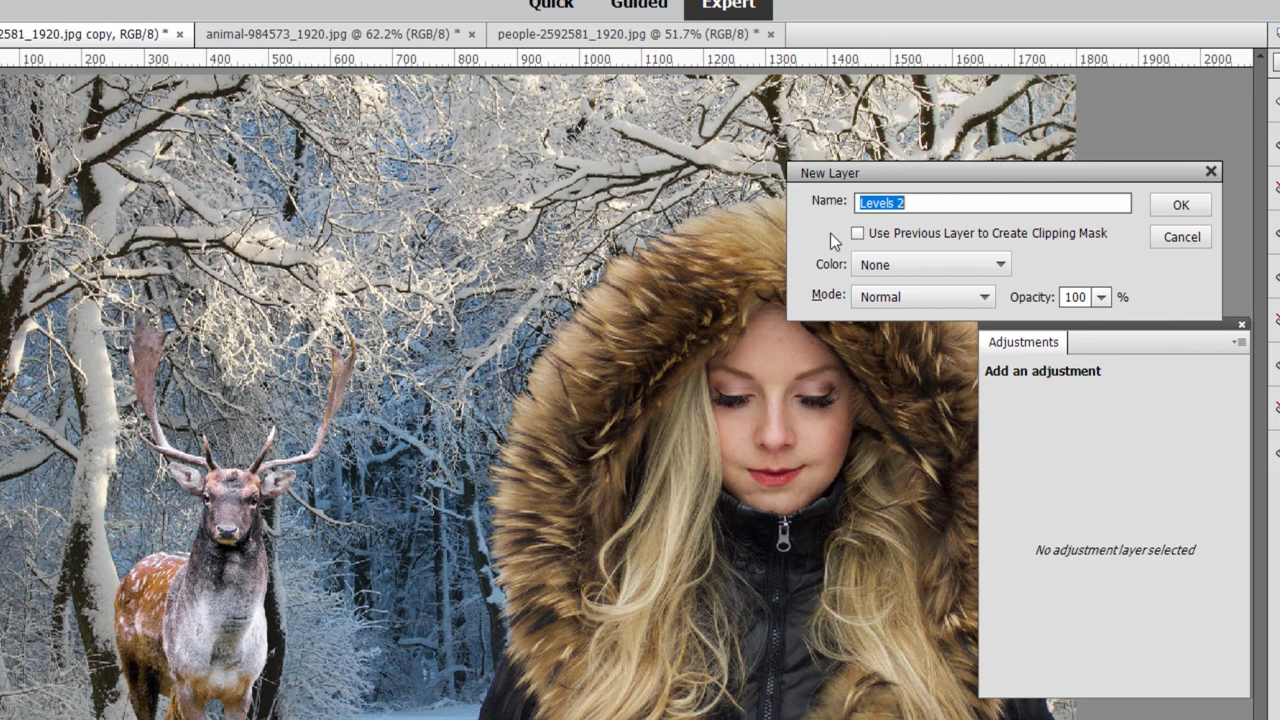 Quick Guided Expert
2581_1920.jpg copy, RGB/8) * × animal-984573_1920.jpg @ 62.2% (RGB/8) * × people-2592581_1920.jpg @ 51.7% (RGB/8) * ×
100 200 300 400 500 600 700 800 900 1000 1100 1200 1300 1400 1500 1600 1700 1800 1900 2000
New Layer
Name: Levels 2 OK
Use Previous Layer to Create Clipping Mask Cancel
Color: None
Mode: Normal Opacity: 100 %
Adjustments
Add an adjustment
No adjustment layer selected